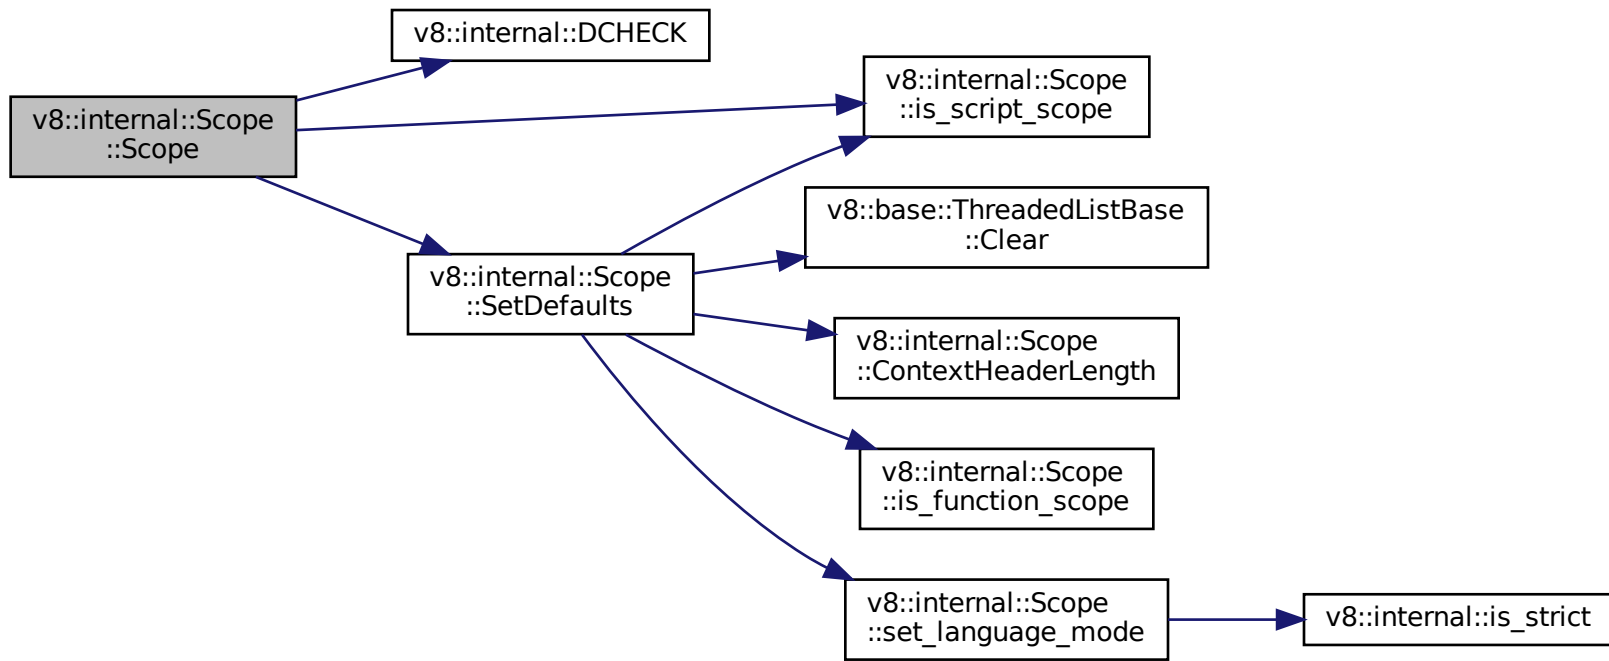 v8::internal::Scope
::Scope
v8::internal::DCHECK
v8::internal::Scope
::is_script_scope
v8::internal::Scope
::SetDefaults
v8::base::ThreadedListBase
::Clear
v8::internal::Scope
::ContextHeaderLength
v8::internal::Scope
::is_function_scope
v8::internal::Scope
::set_language_mode
v8::internal::is_strict